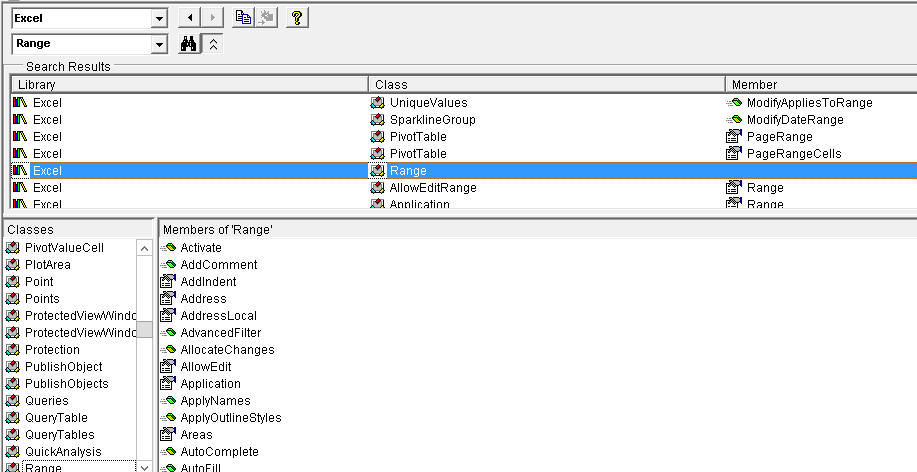 Excel
Range
Search Results
Library Class Member
Excel UniqueValues ModifyAppliesToRange
Excel SparklineGroup ModifyDateRange
Excel PivotTable PageRange
Excel PivotTable PageRangeCells
Excel Range
Excel AllowEditRange Range
Excel Application Range
Classes
PivotValueCell
PlotArea
Point
Points
ProtectedViewWindo
ProtectedViewWindo
Protection
PublishObject
PublishObjects
Queries
QueryTable
QueryTables
QuickAnalysis
Range
Members of 'Range'
Activate
AddComment
AddIndent
Address
AddressLocal
AdvancedFilter
AllocateChanges
AllowEdit
Application
ApplyNames
ApplyOutlineStyles
Areas
AutoComplete
AutoFill